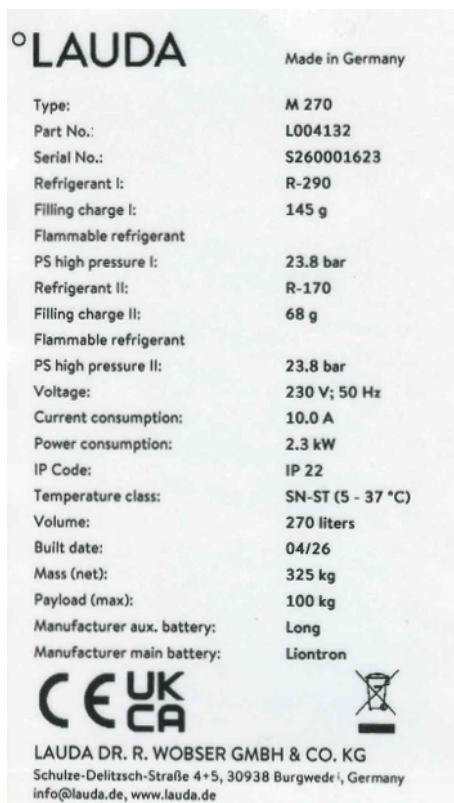 °LAUDA Made in Germany
Type: M 270
Part No.: L004132
Serial No.: S260001623
Refrigerant I: R-290
Filling charge I: 145 g
Flammable refrigerant
PS high pressure I: 23.8 bar
Refrigerant II: R-170
Filling charge II: 68 g
Flammable refrigerant
PS high pressure II: 23.8 bar
Voltage: 230 V; 50 Hz
Current consumption: 10.0 A
Power consumption: 2.3 kW
IP Code: IP 22
Temperature class: SN-ST (5 - 37 °C)
Volume: 270 liters
Built date: 04/26
Mass (net): 325 kg
Payload (max): 100 kg
Manufacturer aux. battery: Long
Manufacturer main battery: Liontron
CE UK
CA
LAUDA DR. R. WOBSER GMBH & CO. KG
Schulze-Delitzsch-Straße 4+5, 30938 Burgwedel, Germany
info@lauda.de, www.lauda.de